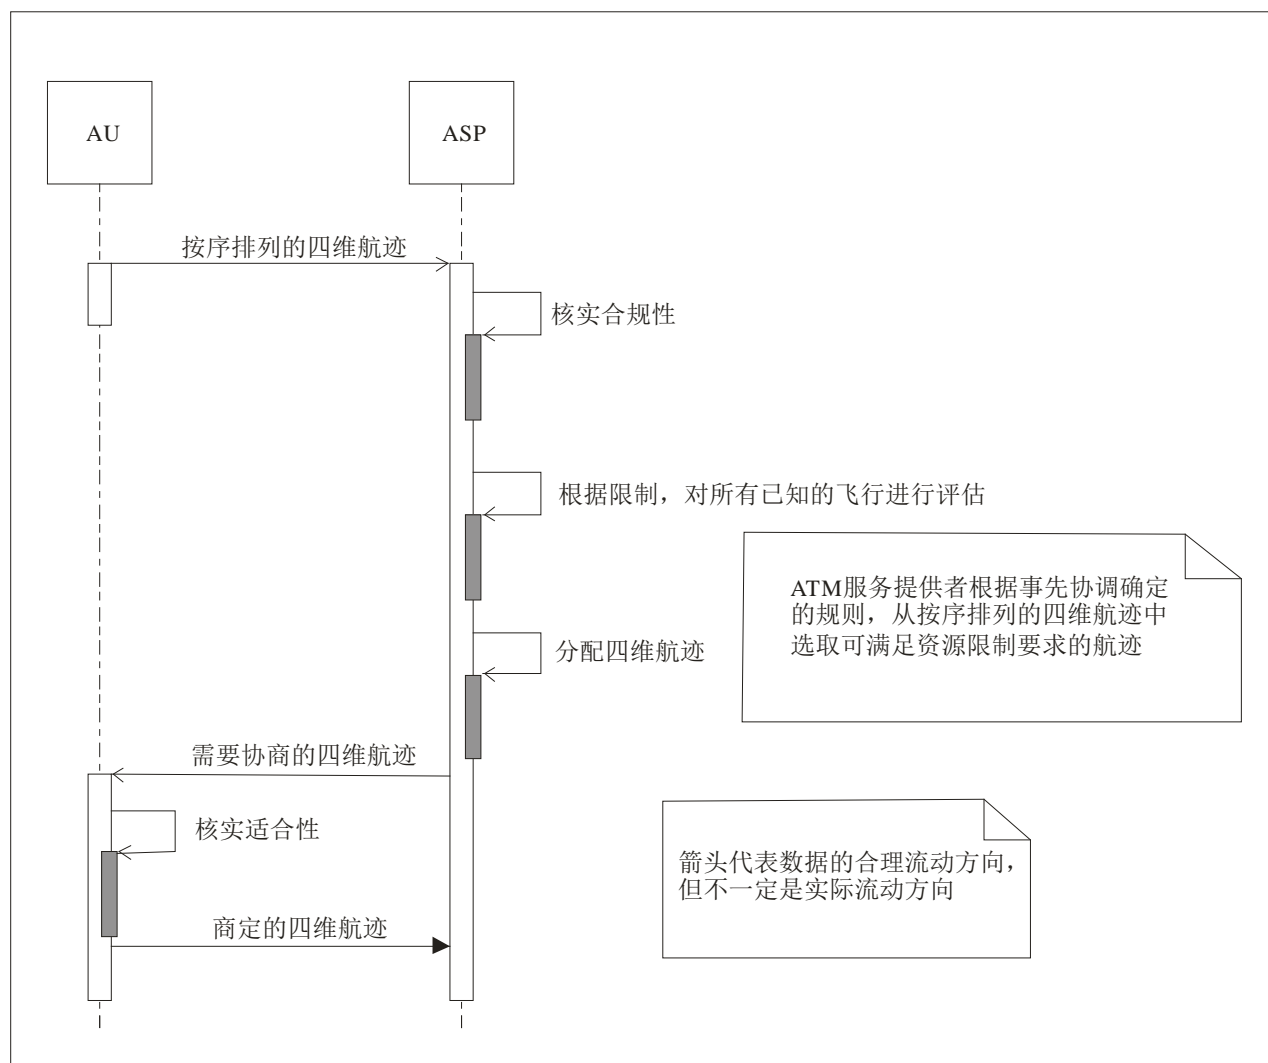 AU
ASP
按序排列的四维航迹
核实合规性
根据限制，对所有已知的飞行进行评估
ATM服务提供者根据事先协调确定
的规则，从按序排列的四维航迹中
选取可满足资源限制要求的航迹
分配四维航迹
需要协商的四维航迹
核实适合性
箭头代表数据的合理流动方向，
但不一定是实际流动方向
商定的四维航迹